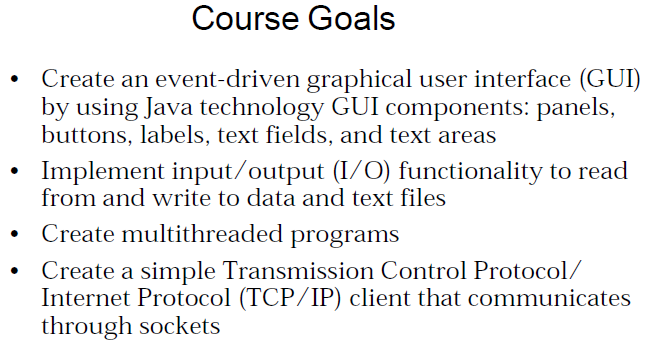 Course Goals
• Create an event-driven graphical user interface (GUI)
by using Java technology GUI components: panels,
buttons, labels, text fields, and text areas
• Implement input/output (I/O) functionality to read
from and write to data and text files
• Create multithreaded programs
• Create a simple Transmission Control Protocol/
Internet Protocol (TCP/IP) client that communicates
through sockets